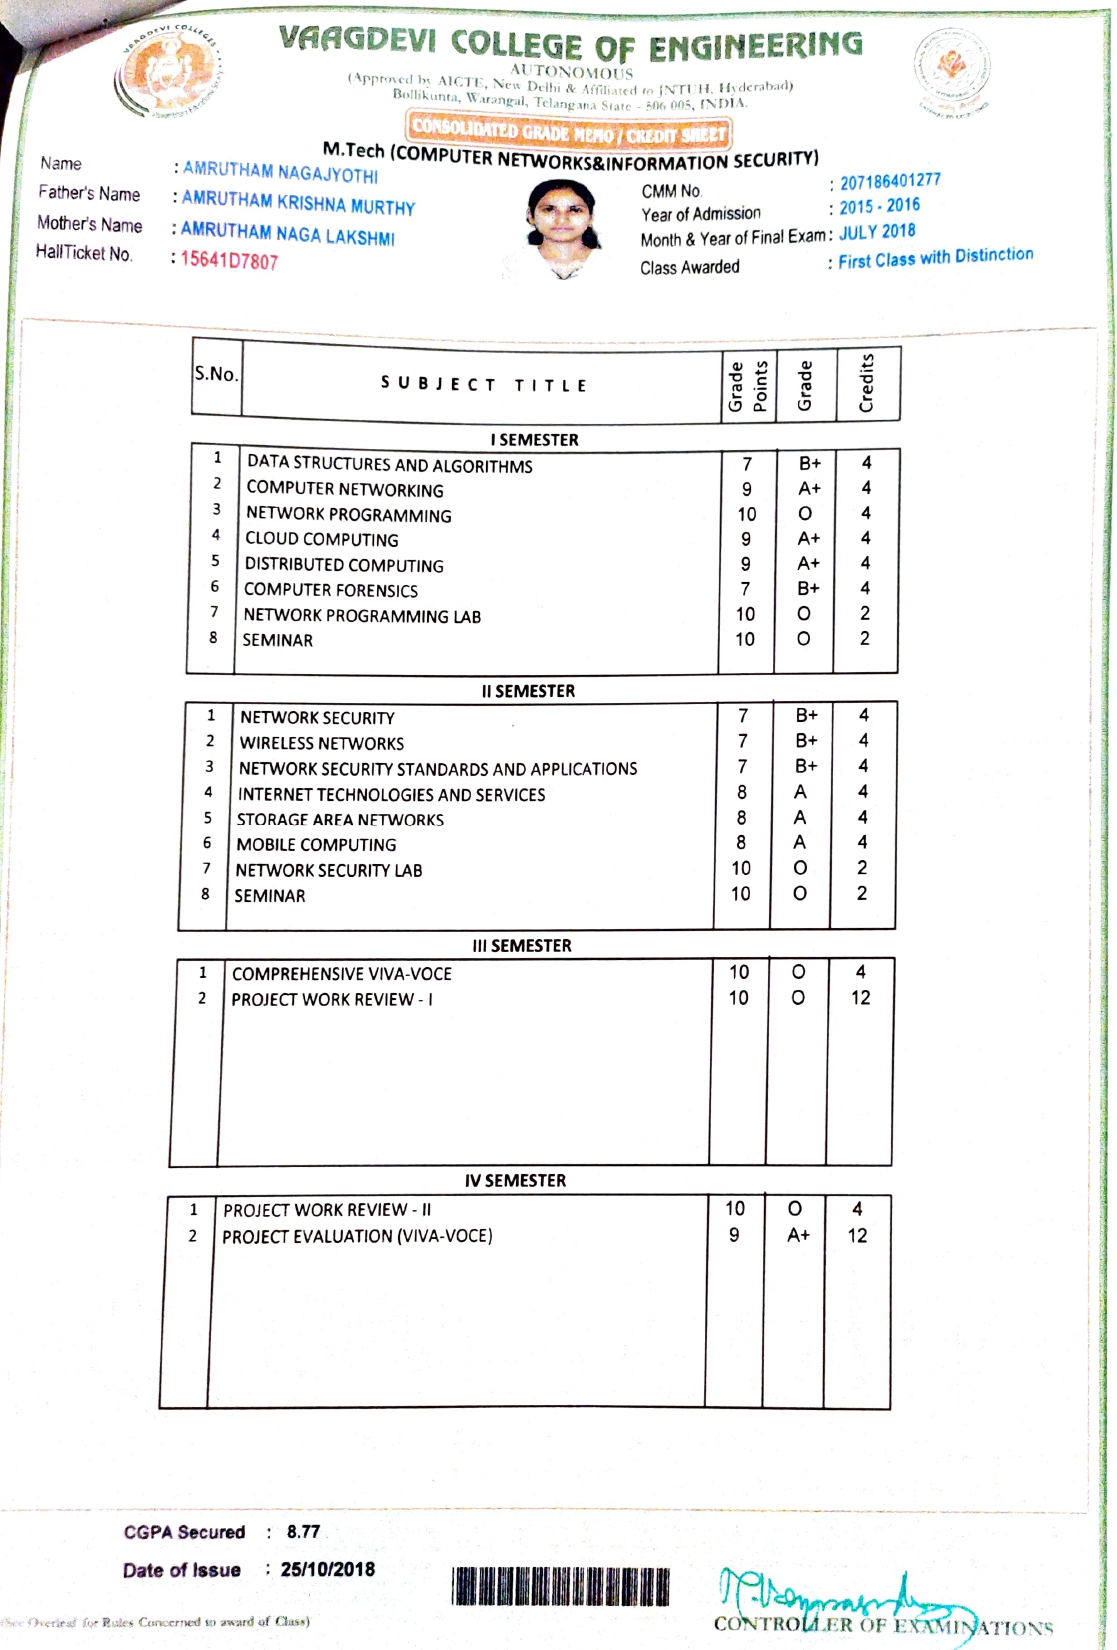 VAAGDEVI COLLEGES
VAAGDEVI COLLEGE OF ENGINEERING
AUTONOMOUS
(Approved by AICTE, New Delhi & Affiliated to JNTUH, Hyderabad)
Bollikunta, Warangal, Telangana State - 506 005, INDIA.
CONSOLIDATED GRADE MEMO / CREDIT SHEET
M.Tech (COMPUTER NETWORKS&INFORMATION SECURITY)
Name : AMRUTHAM NAGAJYOTHI
Father's Name : AMRUTHAM KRISHNA MURTHY
Mother's Name : AMRUTHAM NAGA LAKSHMI
HallTicket No. : 15641D7807
CMM No. : 207186401277
Year of Admission : 2015 - 2016
Month & Year of Final Exam : JULY 2018
Class Awarded : First Class with Distinction
S.No. SUBJECT TITLE Grade Points Grade Credits
I SEMESTER
1 DATA STRUCTURES AND ALGORITHMS 7 B+ 4
2 COMPUTER NETWORKING 9 A+ 4
3 NETWORK PROGRAMMING 10 O 4
4 CLOUD COMPUTING 9 A+ 4
5 DISTRIBUTED COMPUTING 9 A+ 4
6 COMPUTER FORENSICS 7 B+ 4
7 NETWORK PROGRAMMING LAB 10 O 2
8 SEMINAR 10 O 2
II SEMESTER
1 NETWORK SECURITY 7 B+ 4
2 WIRELESS NETWORKS 7 B+ 4
3 NETWORK SECURITY STANDARDS AND APPLICATIONS 7 B+ 4
4 INTERNET TECHNOLOGIES AND SERVICES 8 A 4
5 STORAGE AREA NETWORKS 8 A 4
6 MOBILE COMPUTING 8 A 4
7 NETWORK SECURITY LAB 10 O 2
8 SEMINAR 10 O 2
III SEMESTER
1 COMPREHENSIVE VIVA-VOCE 10 O 4
2 PROJECT WORK REVIEW - I 10 O 12
IV SEMESTER
1 PROJECT WORK REVIEW - II 10 O 4
2 PROJECT EVALUATION (VIVA-VOCE) 9 A+ 12
CGPA Secured : 8.77
Date of Issue : 25/10/2018
(See Overleaf for Rules Concerned to award of Class)
CONTROLLER OF EXAMINATIONS